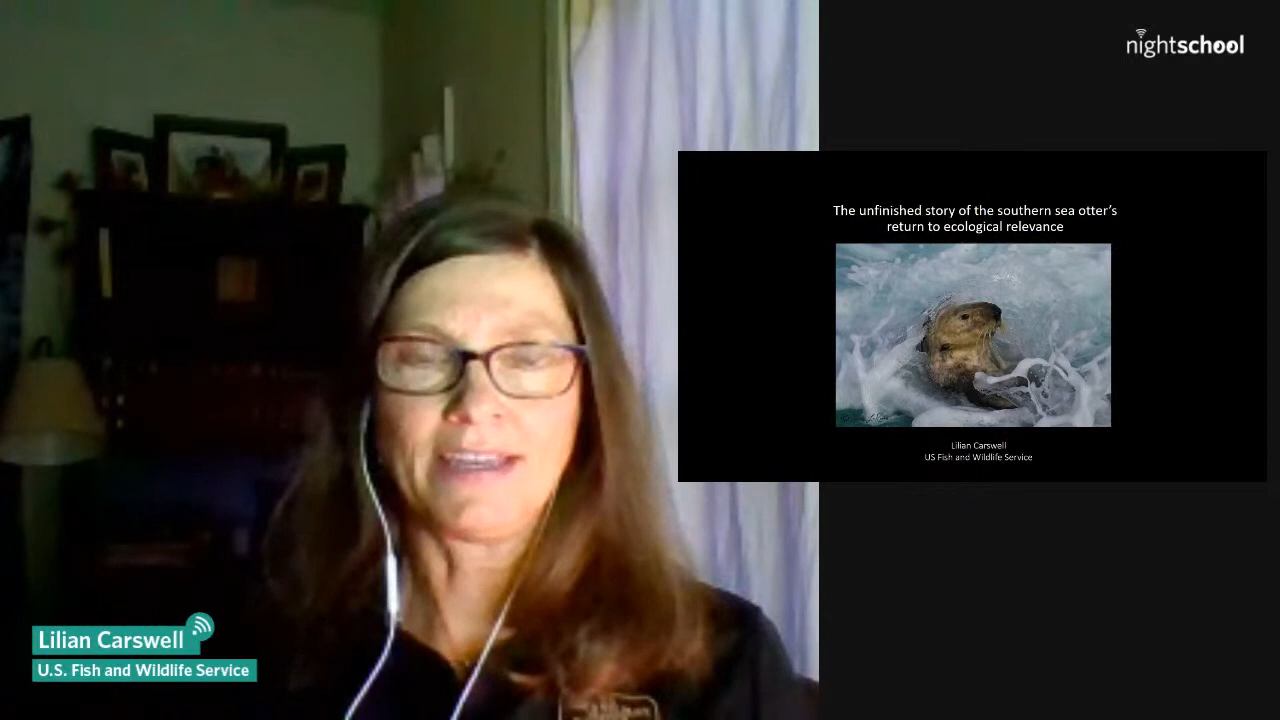 nightschool
The unfinished story of the southern sea otter's
return to ecological relevance
Lilian Carswell
US Fish and Wildlife Service
Lilian Carswell
U.S. Fish and Wildlife Service